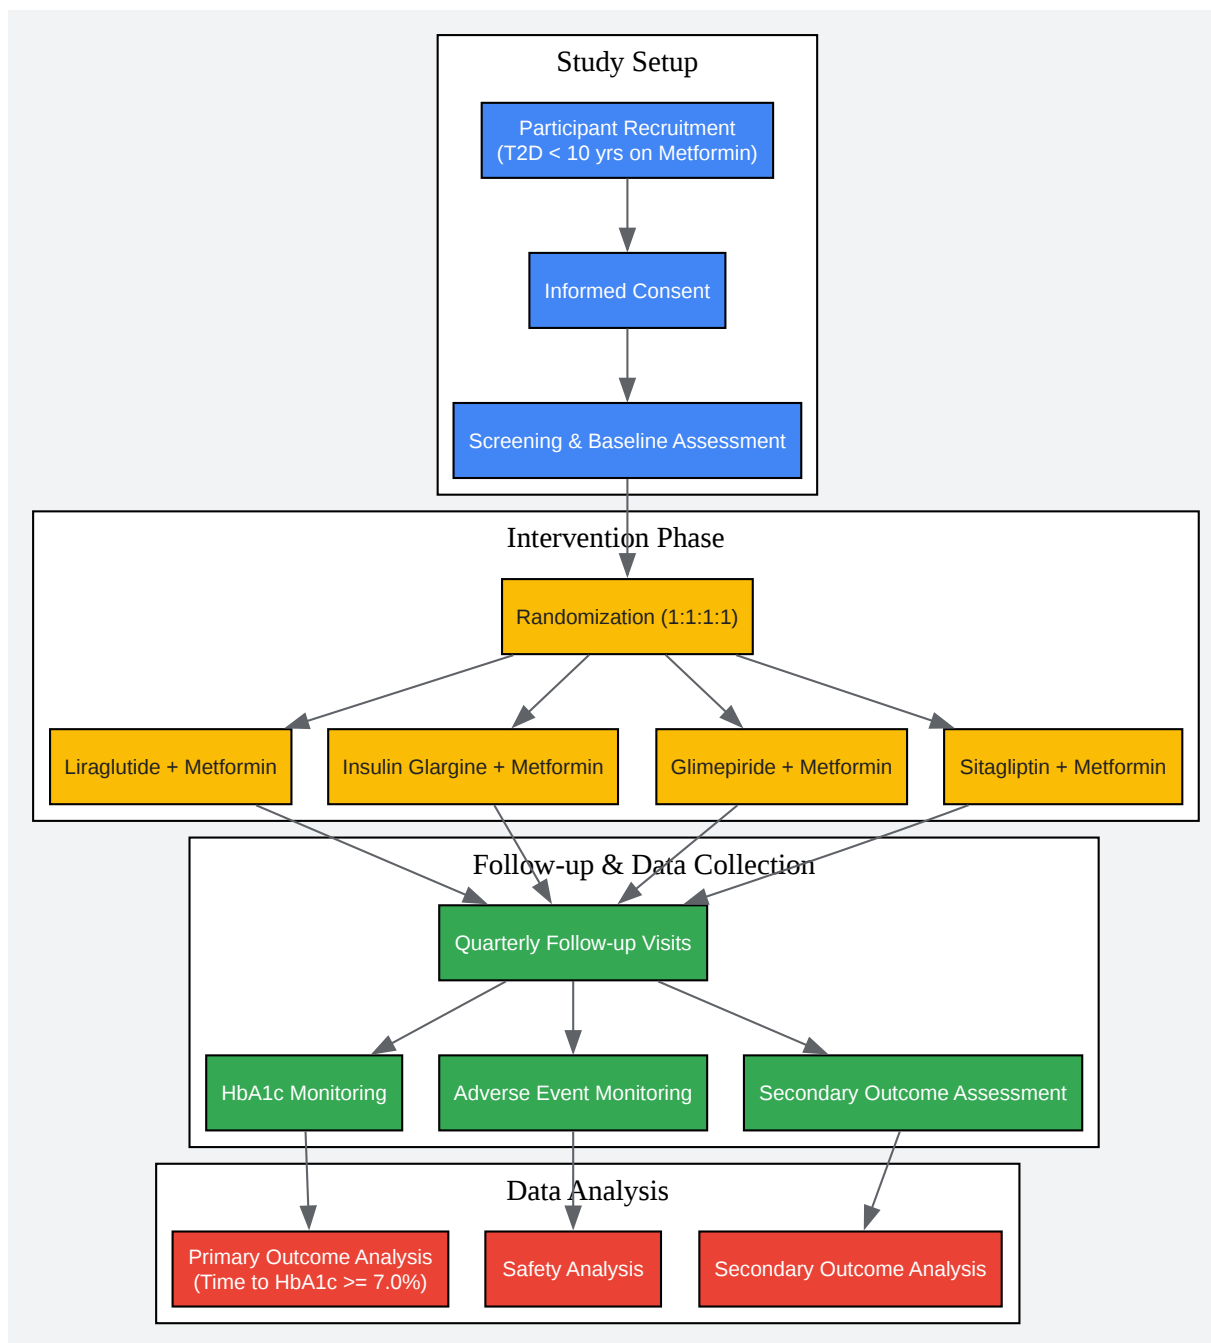 Study Setup
Participant Recruitment
(T2D < 10 yrs on Metformin)
Informed Consent
Screening & Baseline Assessment
Intervention Phase
Randomization (1:1:1:1)
Liraglutide + Metformin
Insulin Glargine + Metformin
Glimepiride + Metformin
Sitagliptin + Metformin
Follow-up & Data Collection
Quarterly Follow-up Visits
HbA1c Monitoring
Adverse Event Monitoring
Secondary Outcome Assessment
Data Analysis
Primary Outcome Analysis
(Time to HbA1c >= 7.0%)
Safety Analysis
Secondary Outcome Analysis